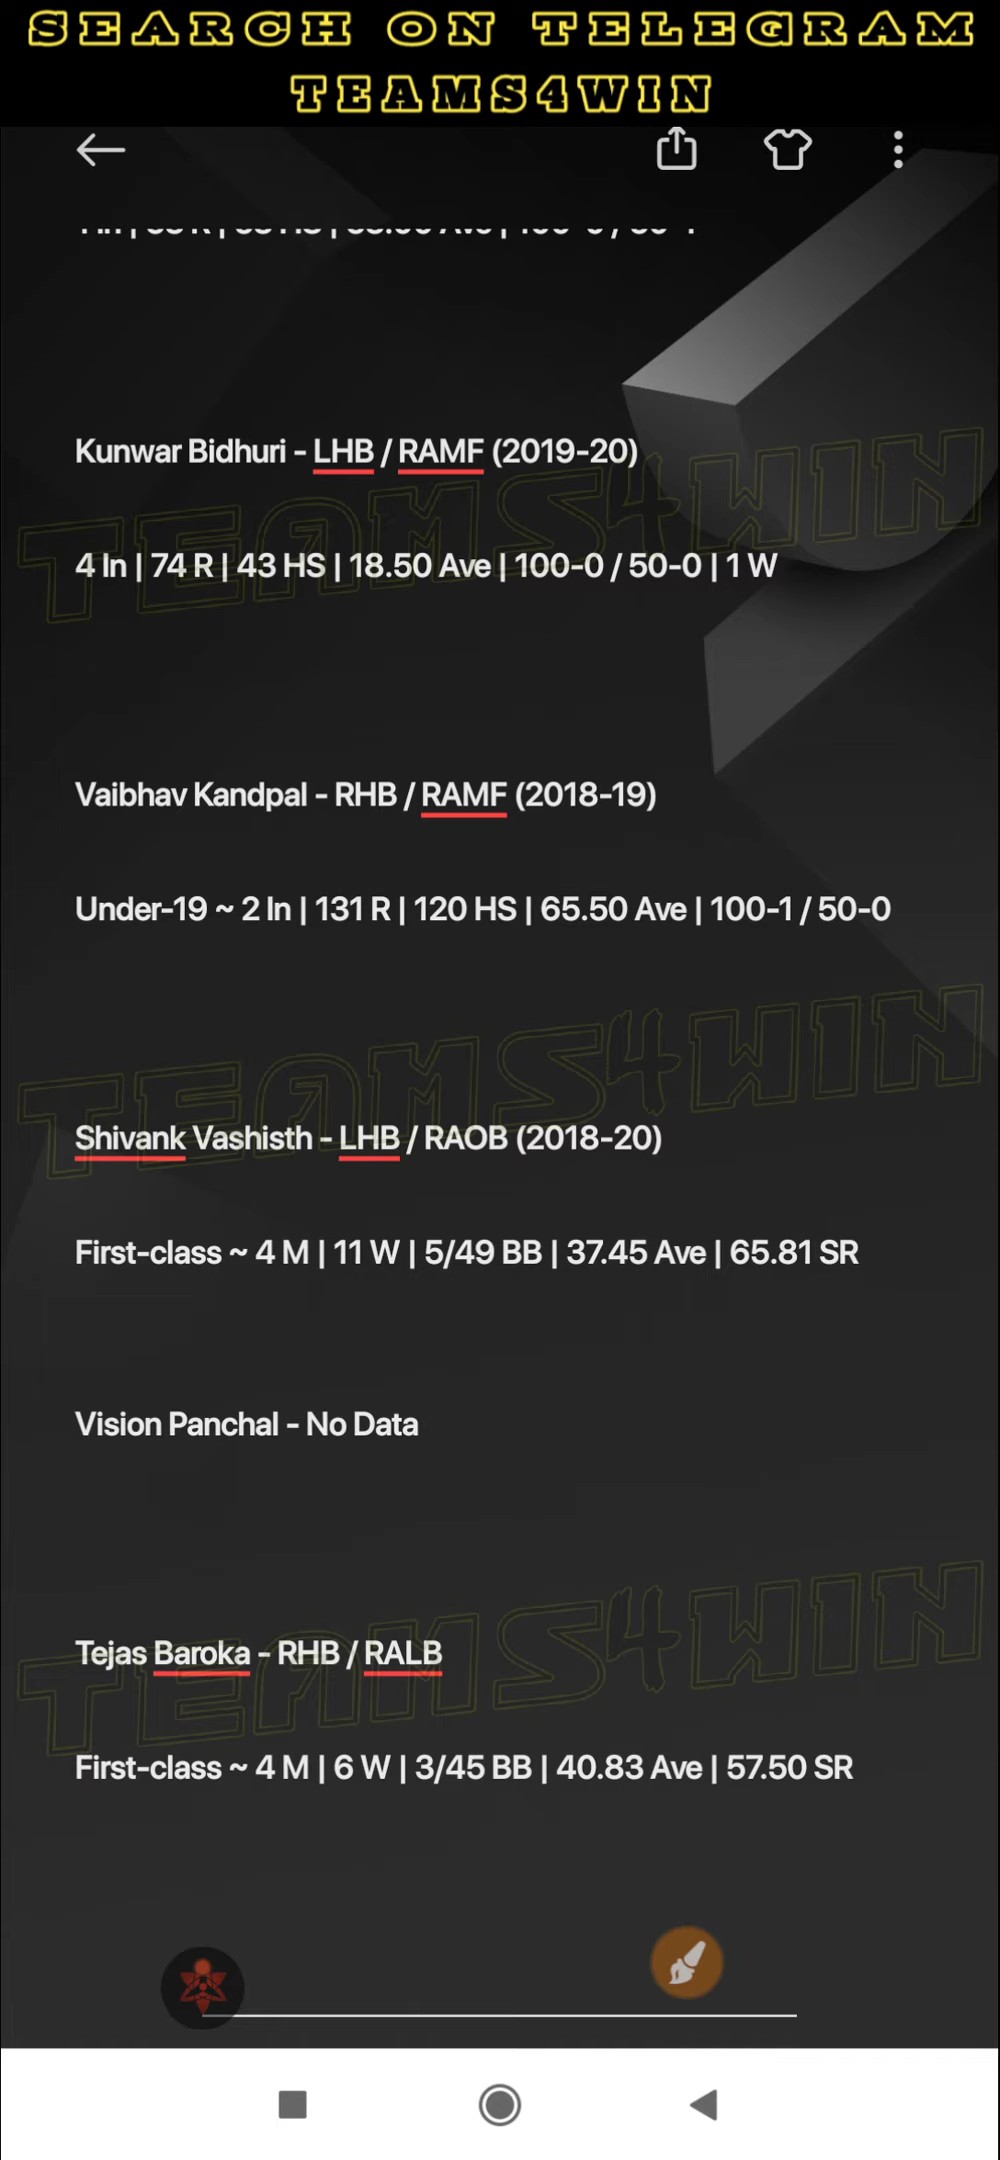 SEARCH ON TELEGRAM
TEAMS4WIN
Kunwar Bidhuri - LHB / RAMF (2019-20)
TEAMS4WIN
4 In | 74 R | 43 HS | 18.50 Ave | 100-0 / 50-0 | 1 W
Vaibhav Kandpal - RHB / RAMF (2018-19)
Under-19 ~ 2 In | 131 R | 120 HS | 65.50 Ave | 100-1 / 50-0
TEAMS4WIN
Shivank Vashisth - LHB / RAOB (2018-20)
First-class ~ 4 M | 11 W | 5/49 BB | 37.45 Ave | 65.81 SR
Vision Panchal - No Data
TEAMS4WIN
Tejas Baroka - RHB / RALB
First-class ~ 4 M | 6 W | 3/45 BB | 40.83 Ave | 57.50 SR